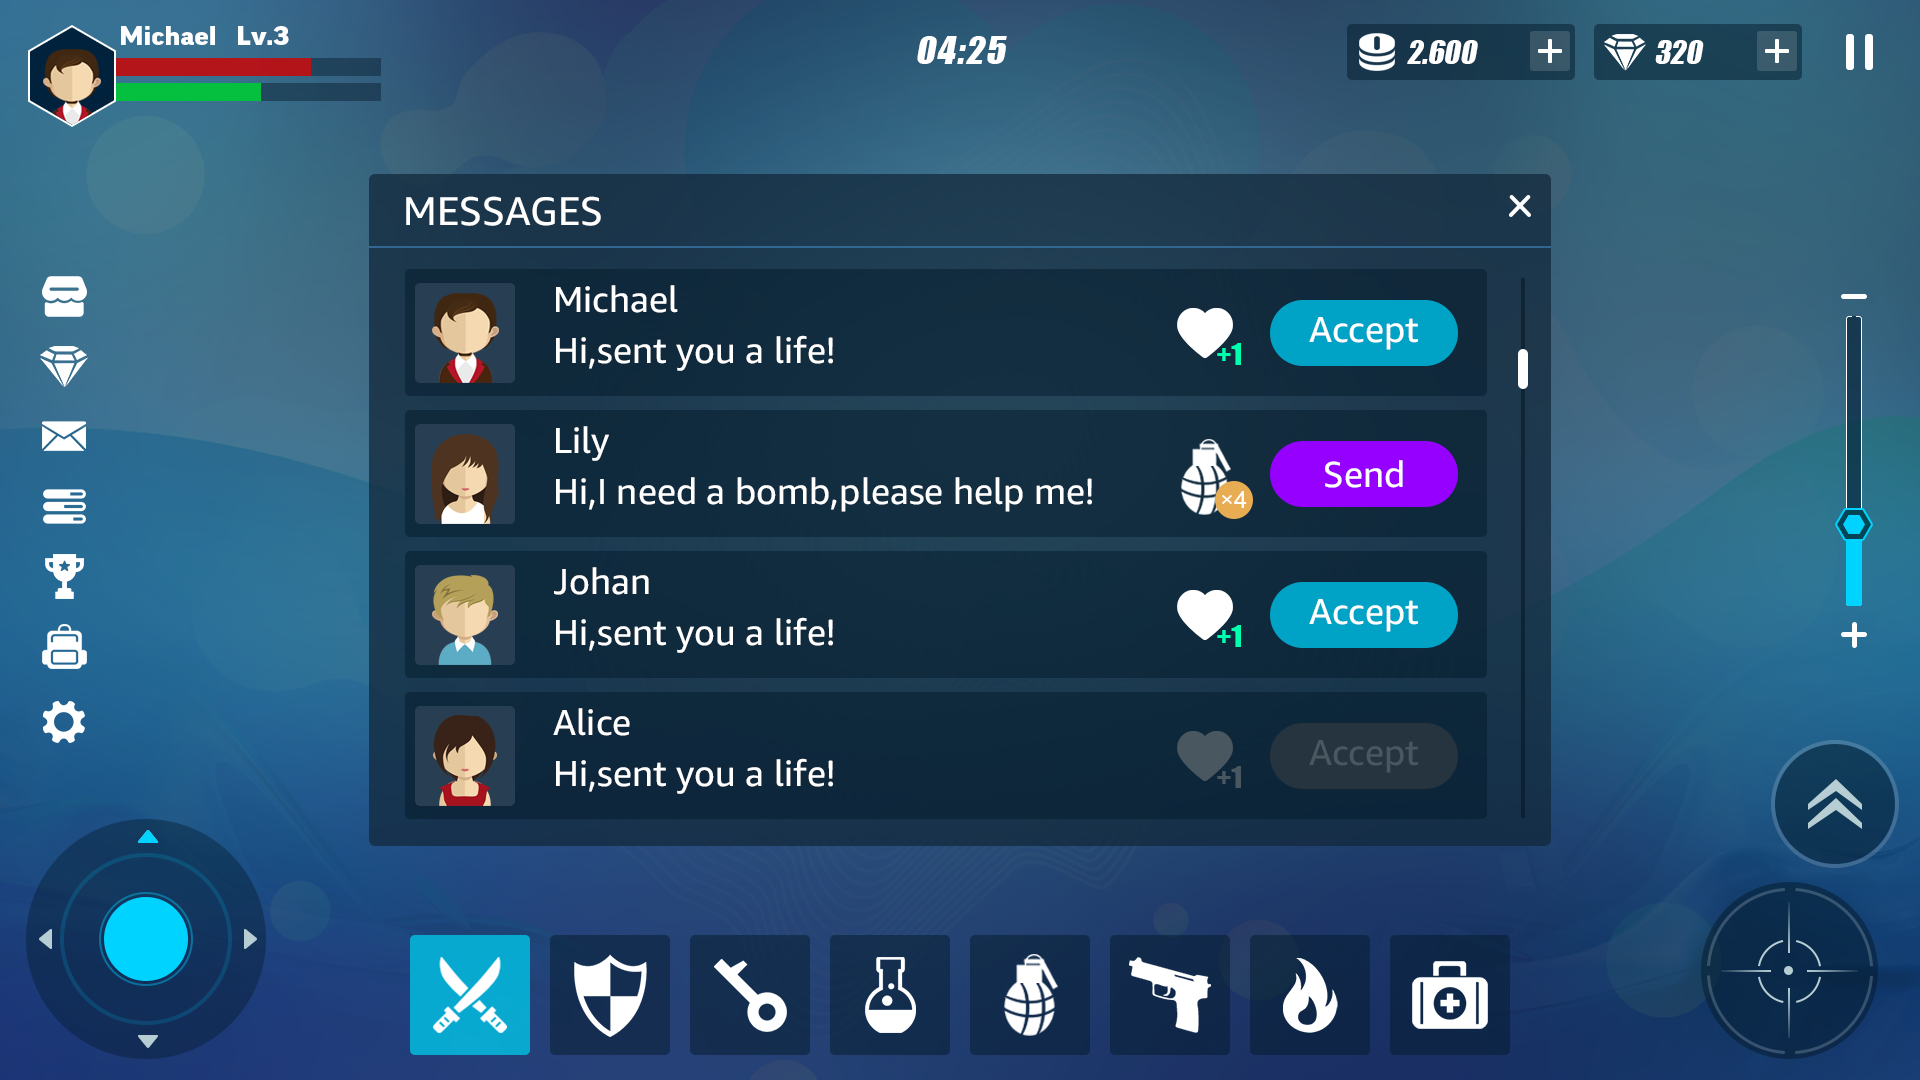 Michael Lv.3
04:25
2.600
320
MESSAGES
Michael
Hi,sent you a life!
+1
Accept
Lily
Hi,I need a bomb,please help me!
×4
Send
Johan
Hi,sent you a life!
+1
Accept
Alice
Hi,sent you a life!
+1
Accept